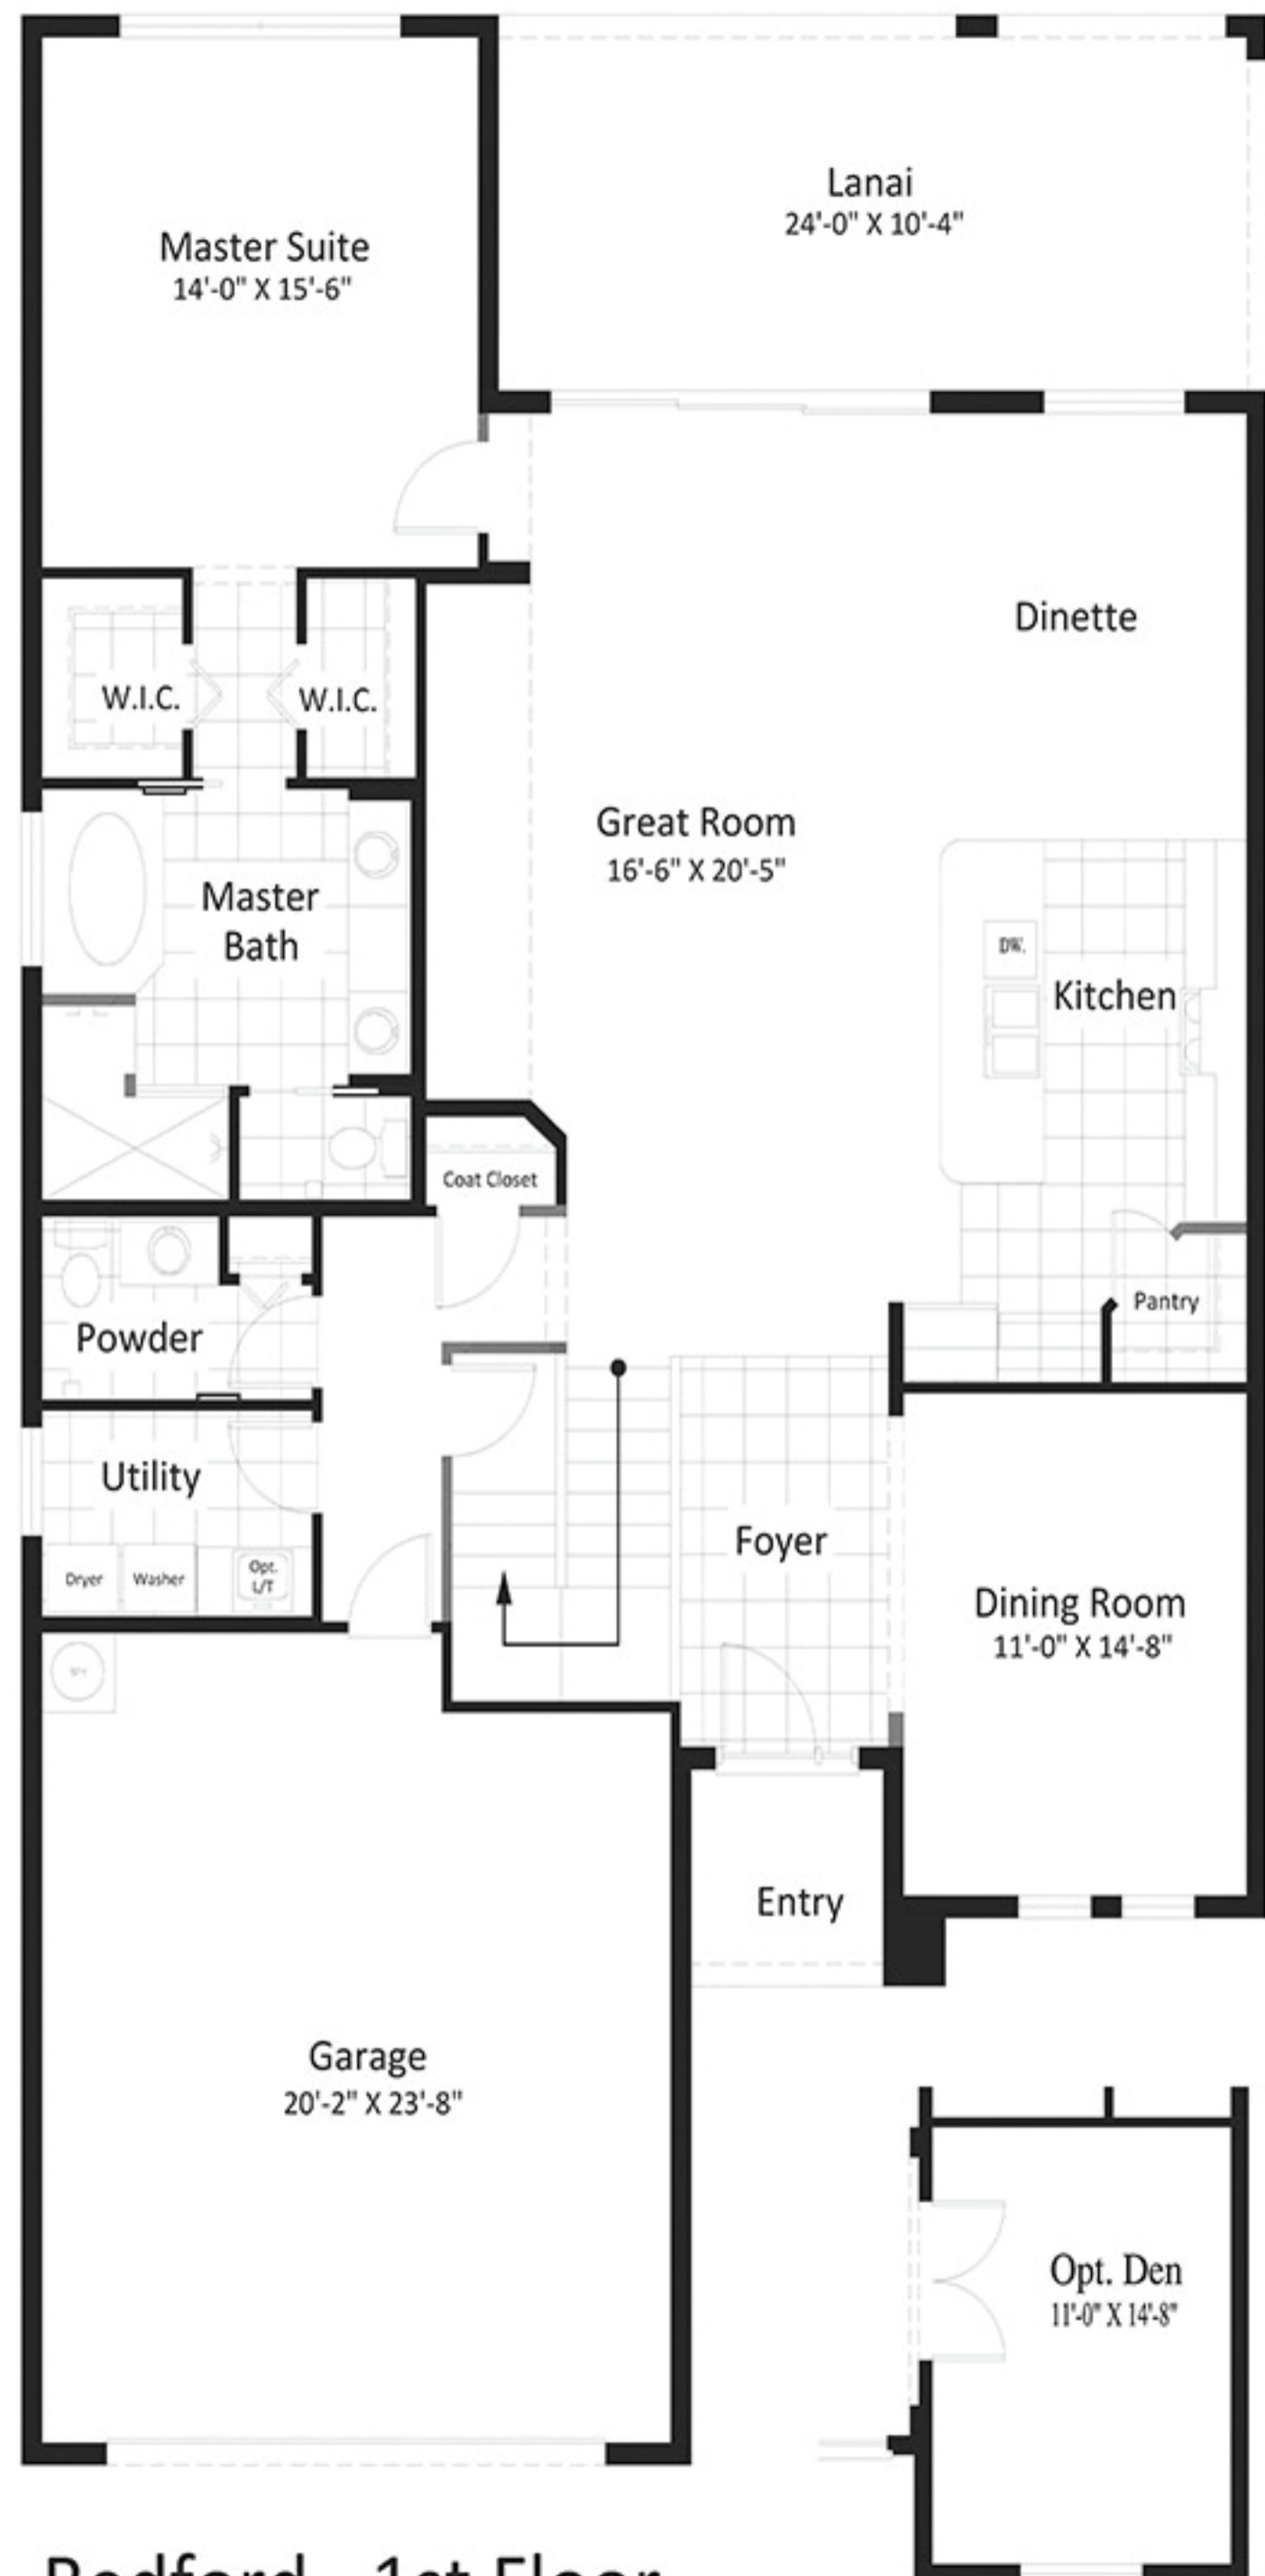 Lanai
24'-0" X 10'-4"
Master Suite
14'-0" X 15'-6"
Dinette
W.I.C.
W.I.C.
Great Room
16'-6" X 20'-5"
Master
Bath
DW.
Kitchen
Coat Closet
Pantry
Powder
Utility
Foyer
Dryer
Washer
Opt.
L/T
Dining Room
11'-0" X 14'-8"
Entry
Garage
20'-2" X 23'-8"
Opt. Den
11'-0" X 14'-8"
1st Floor